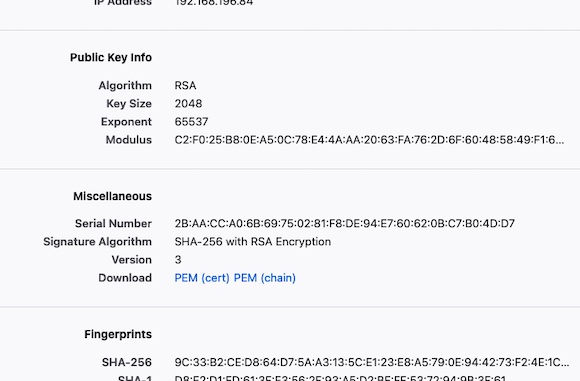 IP Address 192.168.196.84
Public Key Info
Algorithm RSA
Key Size 2048
Exponent 65537
Modulus C2:F0:25:B8:0E:A5:0C:78:E4:4A:AA:20:63:FA:76:2D:6F:60:48:58:49:F1:6...
Miscellaneous
Serial Number 2B:AA:CC:A0:6B:69:75:02:81:F8:DE:94:E7:60:62:0B:C7:B0:4D:D7
Signature Algorithm SHA-256 with RSA Encryption
Version 3
Download PEM (cert) PEM (chain)
Fingerprints
SHA-256 9C:33:B2:CE:D8:64:D7:5A:A3:13:5C:E1:23:E8:A5:79:0E:94:42:73:F2:4E:1C...
SHA-1